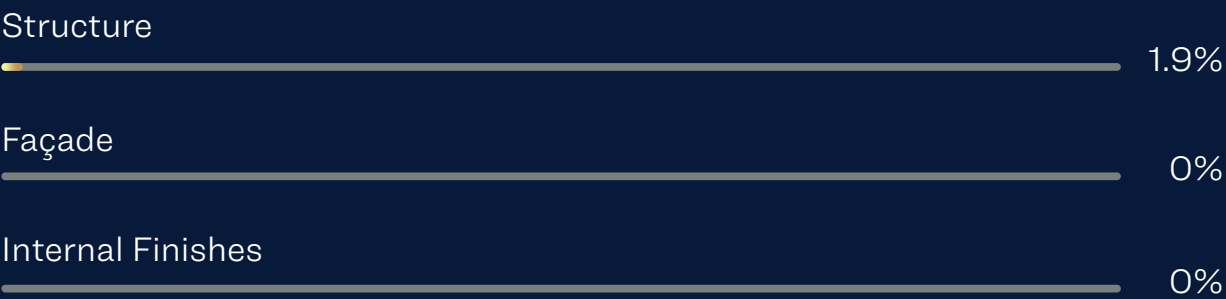 Structure
1.9%
Façade
0%
Internal Finishes
0%